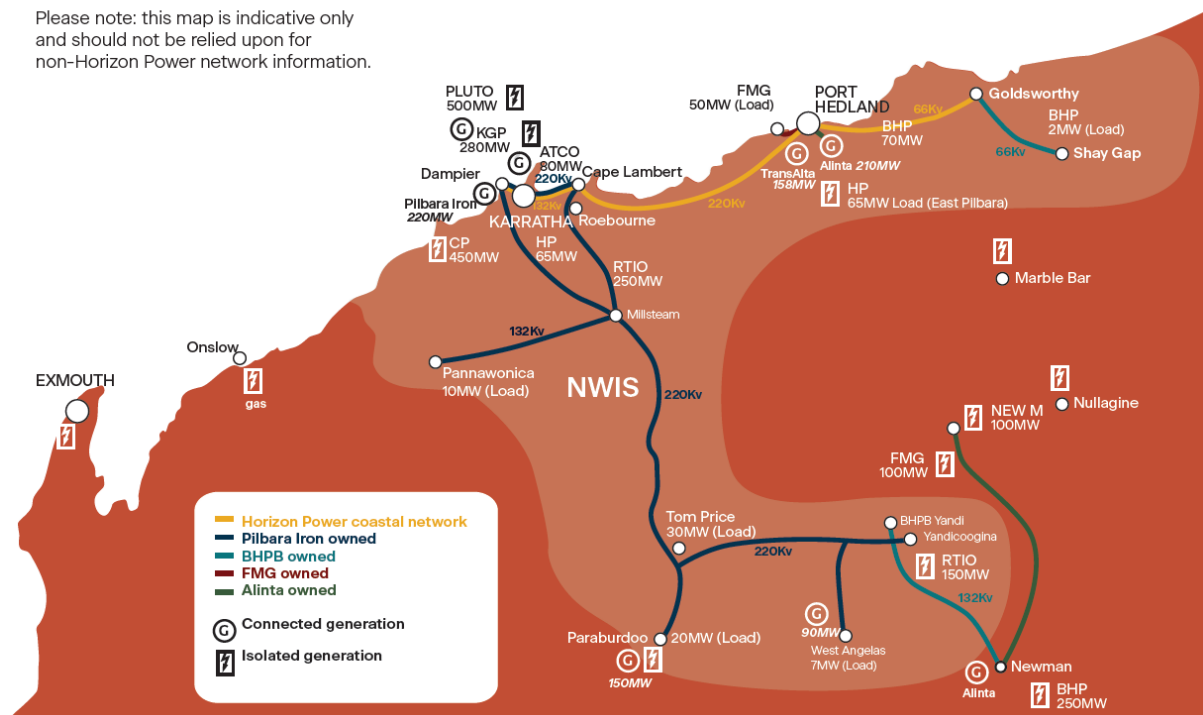 Please note: this map is indicative only
and should not be relied upon for
non-Horizon Power network information.
PLUTO
500MW
G
KGP
280MW
G
ATCO
80MW
220Kv
Dampier
G
Pilbara Iron
220MW
KARRATHA
132Kv
Cape Lambert
Roebourne
CP
450MW
HP
65MW
RTIO
250MW
Millsteam
132Kv
Pannawonica
10MW (Load)
NWIS
220Kv
220Kv
FMG
50MW (Load)
PORT
HEDLAND
66Kv
BHP
70MW
G
TransAlta
158MW
G
Alinta 210MW
HP
65MW Load (East Pilbara)
Goldsworthy
BHP
2MW (Load)
66Kv
Shay Gap
Marble Bar
Nullagine
NEW M
100MW
FMG
100MW
Onslow
gas
EXMOUTH
Tom Price
30MW (Load)
220Kv
BHPB Yandi
Yandicoogina
RTIO
150MW
132Kv
Paraburdoo
20MW (Load)
G
150MW
G
90MW
West Angelas
7MW (Load)
Newman
G
Alinta
BHP
250MW
Horizon Power coastal network
Pilbara Iron owned
BHPB owned
FMG owned
Alinta owned
G
Connected generation
Isolated generation